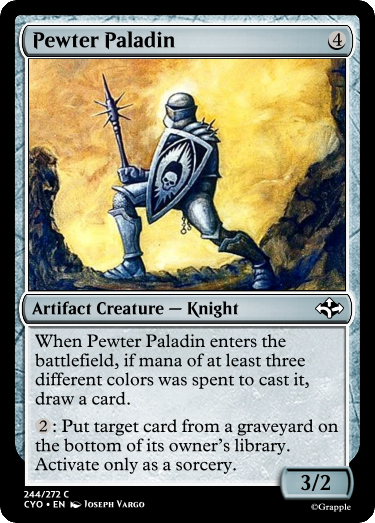 Pewter Paladin 4
Artifact Creature — Knight
When Pewter Paladin enters the
battlefield, if mana of at least three
different colors was spent to cast it,
draw a card.
2: Put target card from a graveyard on
the bottom of its owner's library.
Activate only as a sorcery.
3/2
244/272 C
CYO • EN Joseph Vargo
©Grapple